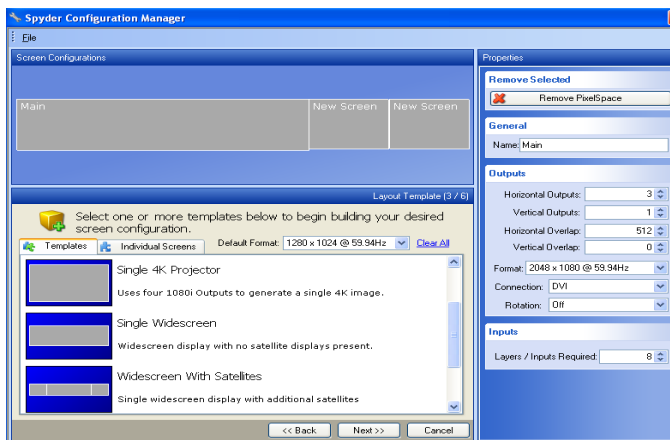 Spyder Configuration Manager
File
Screen Configurations
Main
New Screen
New Screen
Layout Template (3 / 6)
Select one or more templates below to begin building your desired
screen configuration.
Templates
Individual Screens
Default Format: 1280 x 1024 @ 59.94Hz
Clear All
Single 4K Projector
Uses four 1080i Outputs to generate a single 4K image.
Single Widescreen
Widescreen display with no satellite displays present.
Widescreen With Satellites
Single widescreen display with additional satellites
<< Back
Next >>
Cancel
Properties
Remove Selected
Remove PixelSpace
General
Name: Main
Outputs
Horizontal Outputs: 3
Vertical Outputs: 1
Horizontal Overlap: 512
Vertical Overlap: 0
Format: 2048 x 1080 @ 59.94Hz
Connection: DVI
Rotation: Off
Inputs
Layers / Inputs Required: 8